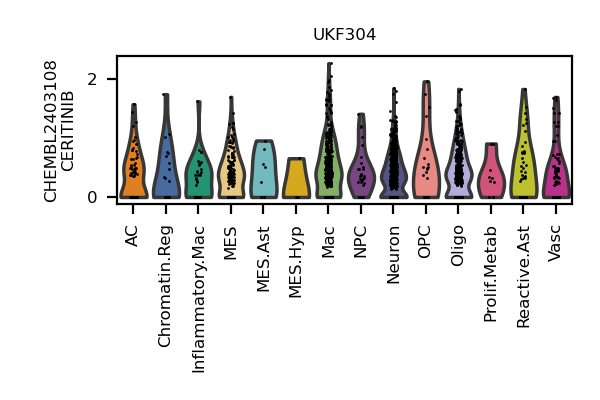 UKF304
CHEMBL2403108
CERITINIB
2
0
AC
Chromatin.Reg
Inflammatory.Mac
MES
MES.Ast
MES.Hyp
Mac
NPC
Neuron
OPC
Oligo
Prolif.Metab
Reactive.Ast
Vasc